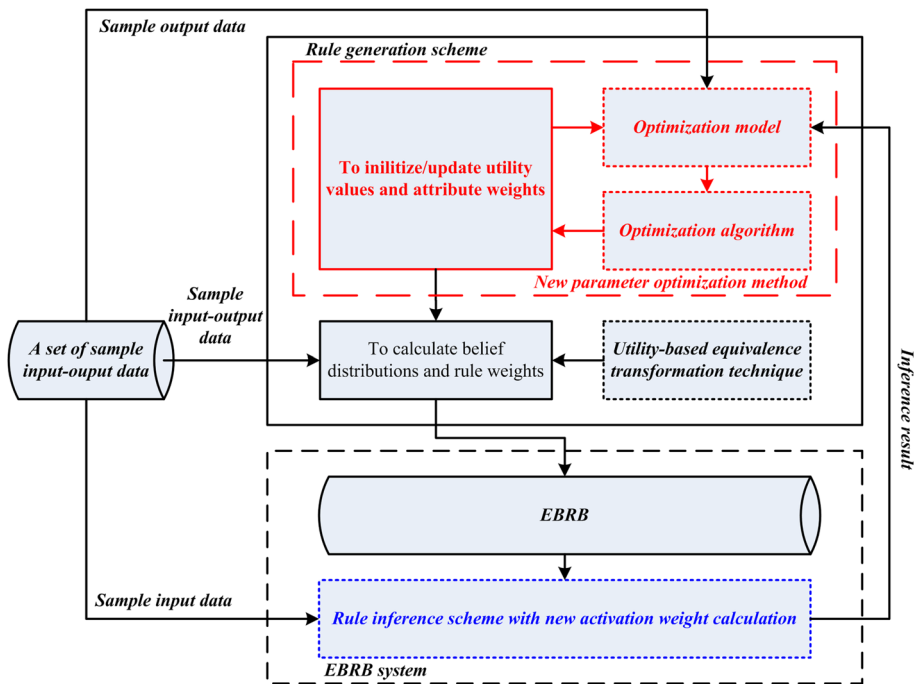 Sample output data
Rule generation scheme
To inilitize/update utility
values and attribute weights
Optimization model
Optimization algorithm
New parameter optimization method
Sample
input-output
data
A set of sample
input-ouput data
To calculate belief
distributions and rule weights
Utility-based equivalence
transformation technique
Inference result
EBRB
Sample input data
Rule inference scheme with new activation weight calculation
EBRB system